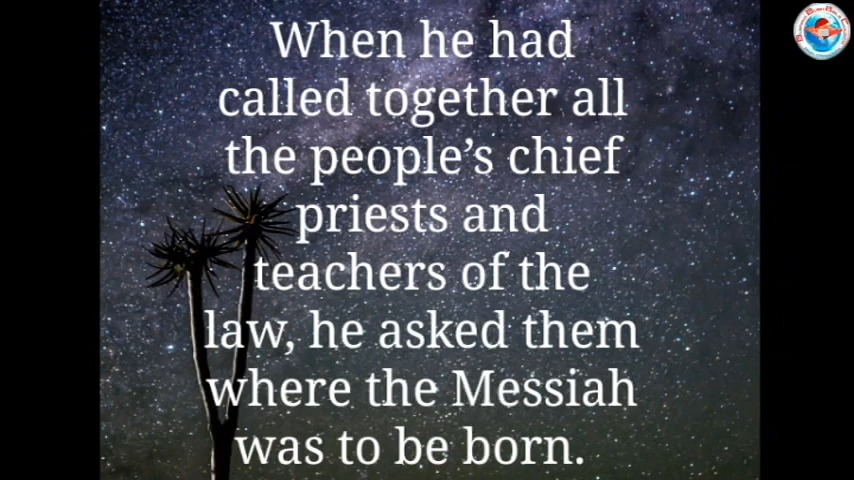 When he had
called together all
the people’s chief
priests and
teachers of the
law, he asked them
where the Messiah
was to be born.